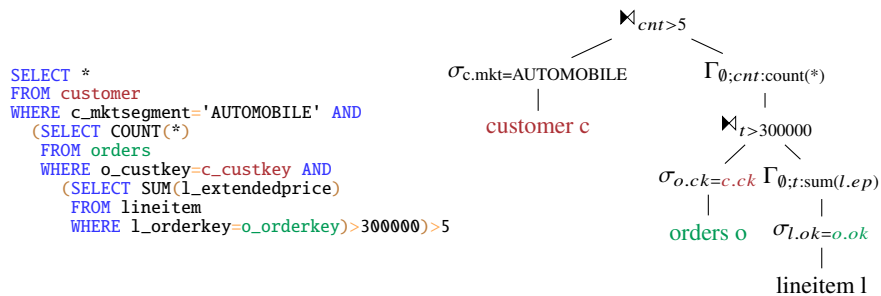 SELECT *
FROM customer
WHERE c_mktsegment='AUTOMOBILE' AND
(SELECT COUNT(*)
FROM orders
WHERE o_custkey=c_custkey AND
(SELECT SUM(l_extendedprice)
FROM lineitem
WHERE l_orderkey=o_orderkey)>300000)>5
⧑cnt>5
σc.mkt=AUTOMOBILE Γ∅;cnt:count(*)
customer c
⧑t>300000
σo.ck=c.ck Γ∅;t:sum(l.ep)
orders o σl.ok=o.ok
lineitem l